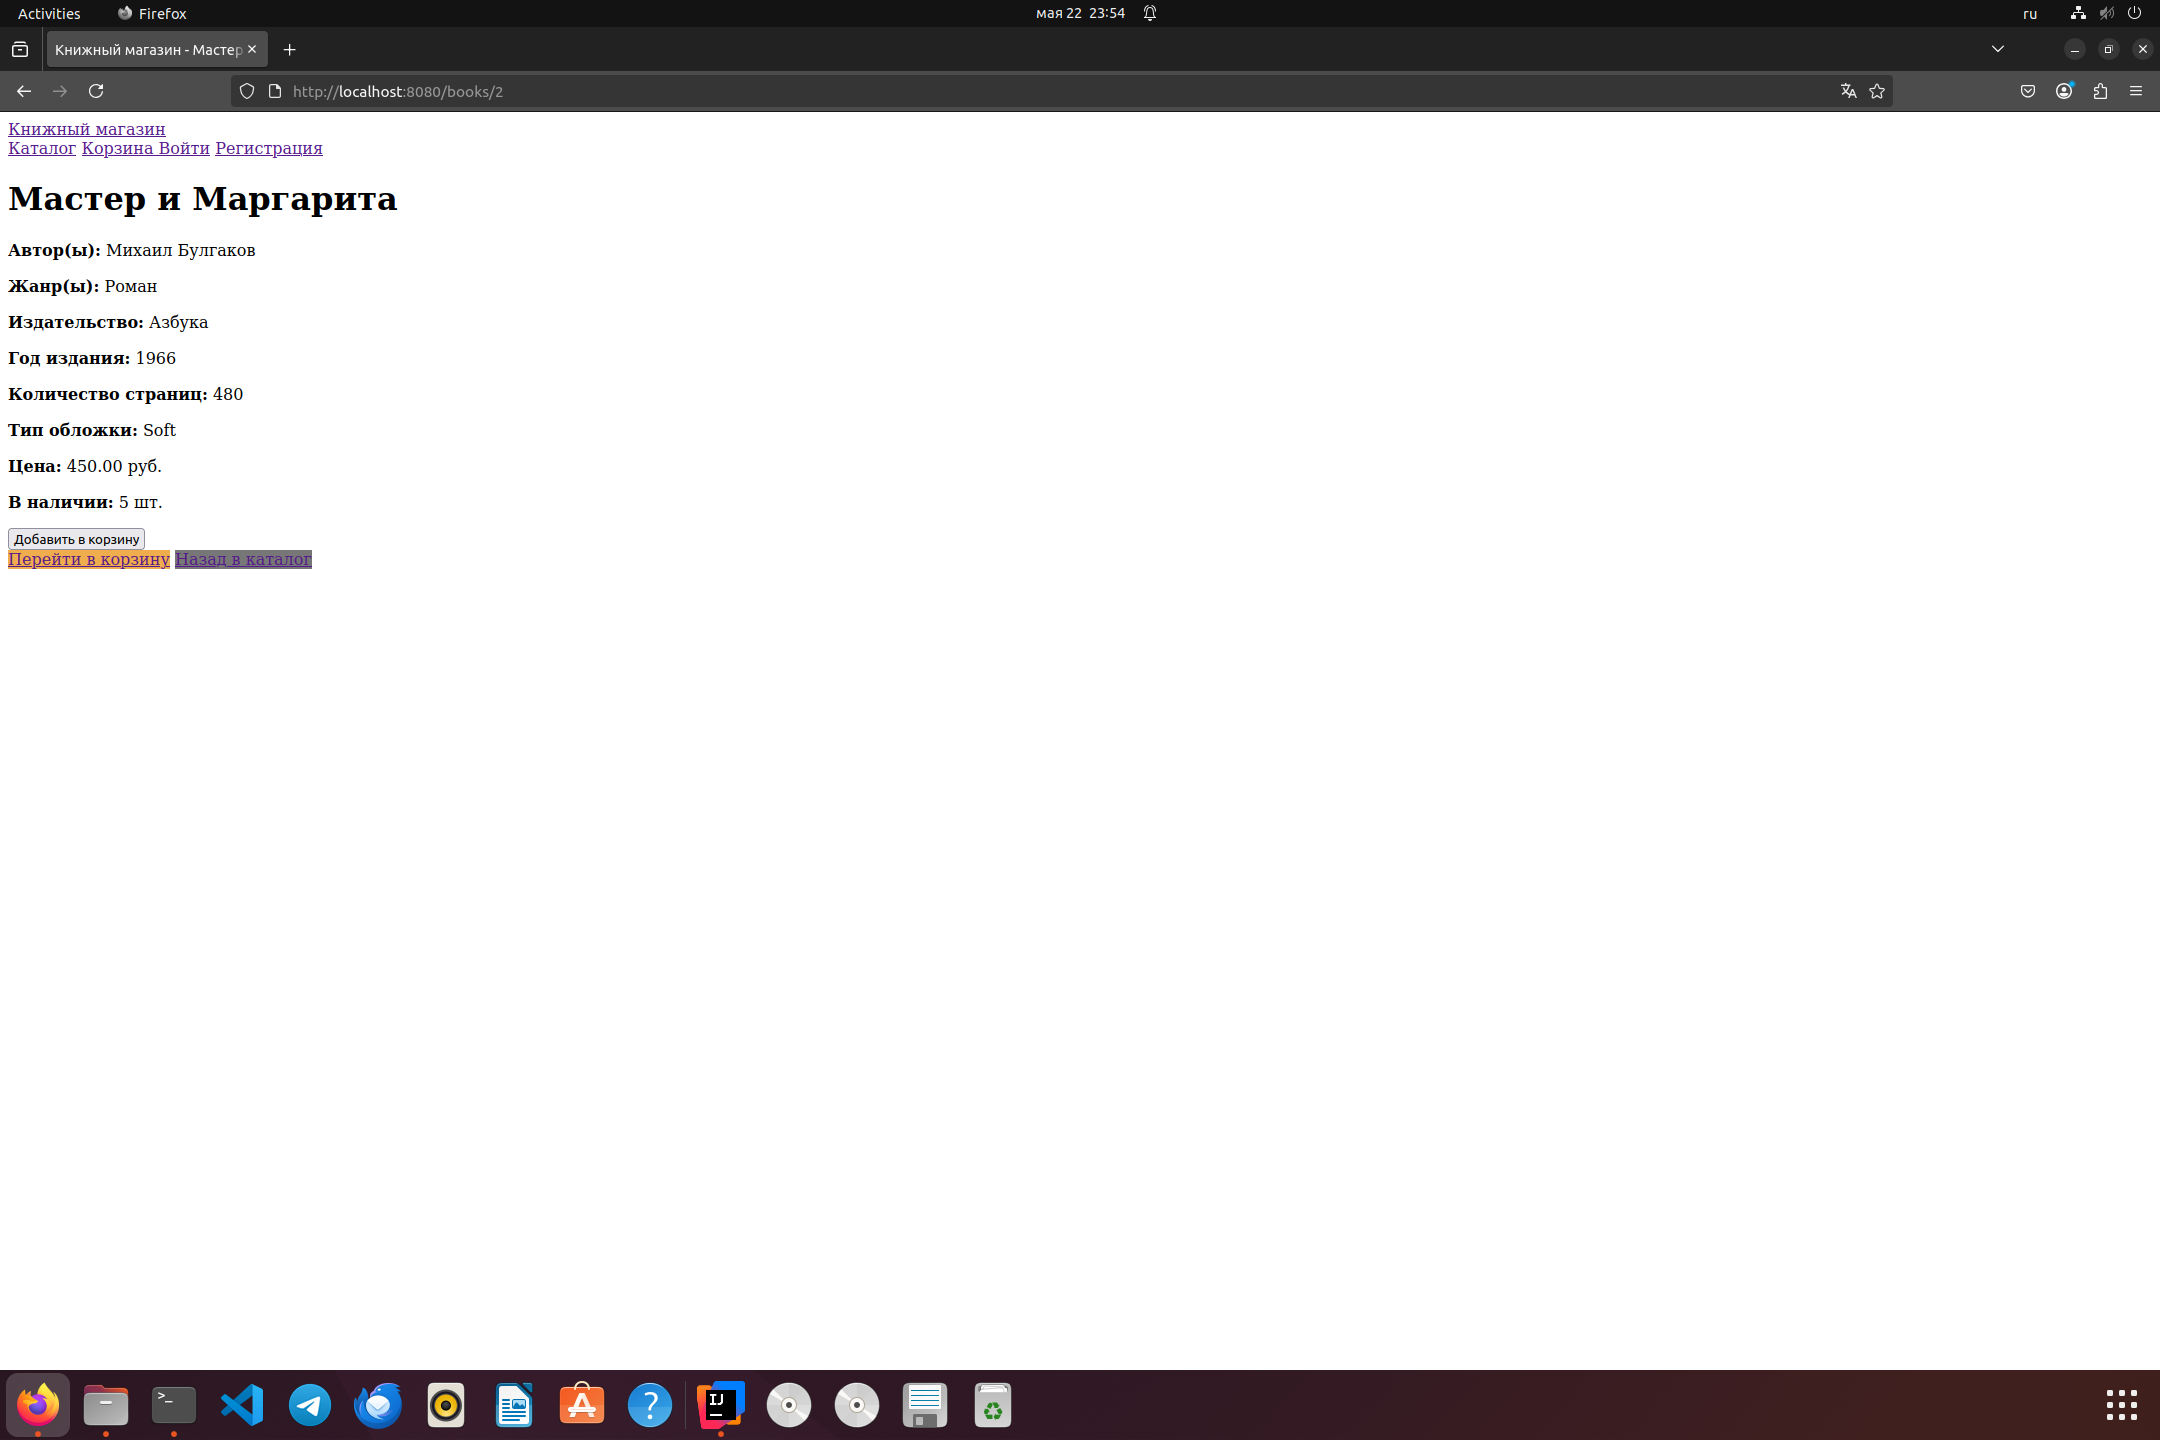 Activities Firefox мая 22 23:54 ru
Книжный магазин - Мастер
http://localhost:8080/books/2
Книжный магазин
Каталог Корзина Войти Регистрация
Мастер и Маргарита
Автор(ы): Михаил Булгаков
Жанр(ы): Роман
Издательство: Азбука
Год издания: 1966
Количество страниц: 480
Тип обложки: Soft
Цена: 450.00 руб.
В наличии: 5 шт.
Добавить в корзину
Перейти в корзину Назад в каталог
IJ